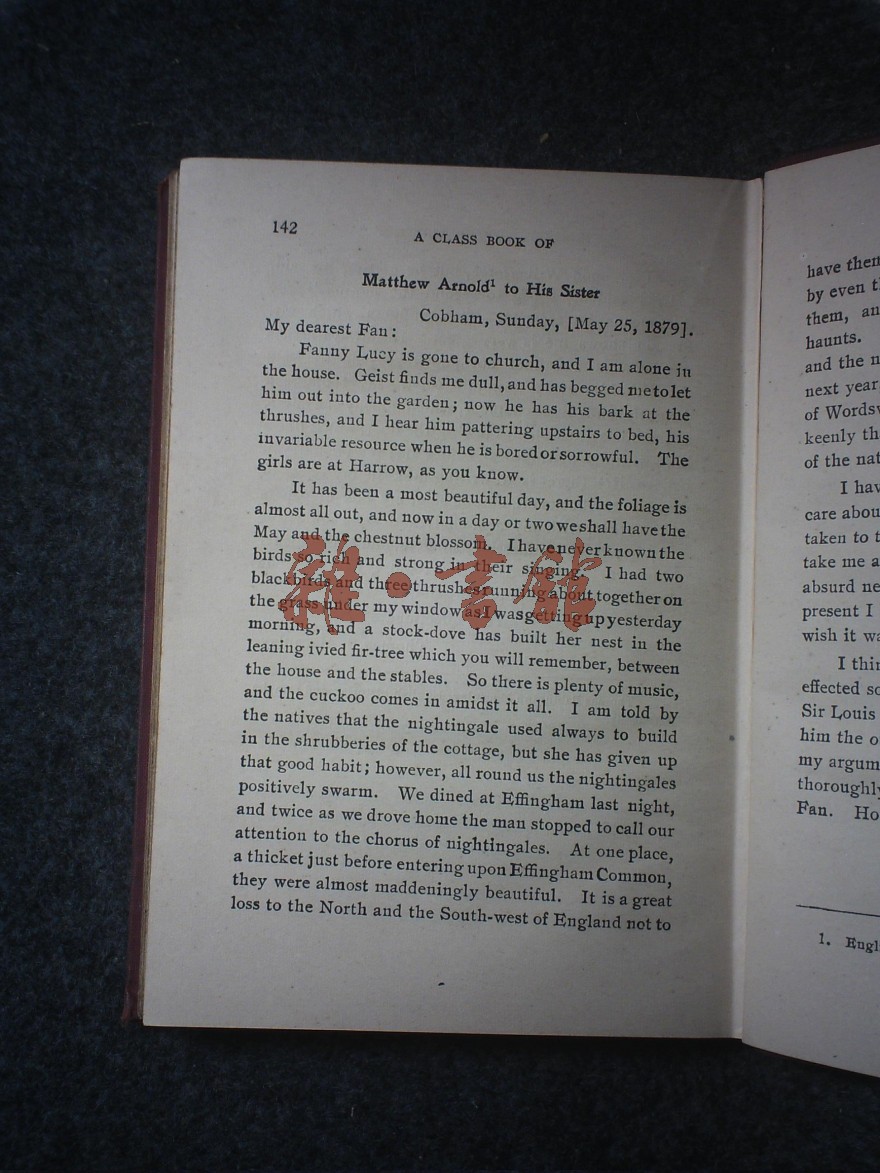 142
A CLASS BOOK OF
Matthew Arnold¹ to His Sister
Cobham, Sunday, [May 25, 1879].
My dearest Fan:
Fanny Lucy is gone to church, and I am alone in
the house. Geist finds me dull, and has begged me to let
him out into the garden; now he has his bark at the
thrushes, and I hear him pattering upstairs to bed, his
invariable resource when he is bored or sorrowful. The
girls are at Harrow, as you know.
It has been a most beautiful day, and the foliage is
almost all out, and now in a day or two we shall have the
May and the chestnut blossom. I have never known the
birds so rich and strong in their singing. I had two
blackbirds and three thrushes running about together on
the grass under my window as I was getting up yesterday
morning, and a stock-dove has built her nest in the
leaning ivied fir-tree which you will remember, between
the house and the stables. So there is plenty of music,
and the cuckoo comes in amidst it all. I am told by
the natives that the nightingale used always to build
in the shrubberies of the cottage, but she has given up
that good habit; however, all round us the nightingales
positively swarm. We dined at Effingham last night,
and twice as we drove home the man stopped to call our
attention to the chorus of nightingales. At one place,
a thicket just before entering upon Effingham Common,
they were almost maddeningly beautiful. It is a great
loss to the North and the South-west of England not to
雜·書館
have them
by even
them,
haunts.
and the
next year
of
keenly
of the
I
care
taken to
take me a
absurd
present I
wish it
I
effected
Sir Louis
him the
my
thoroughly
Fan.
1.